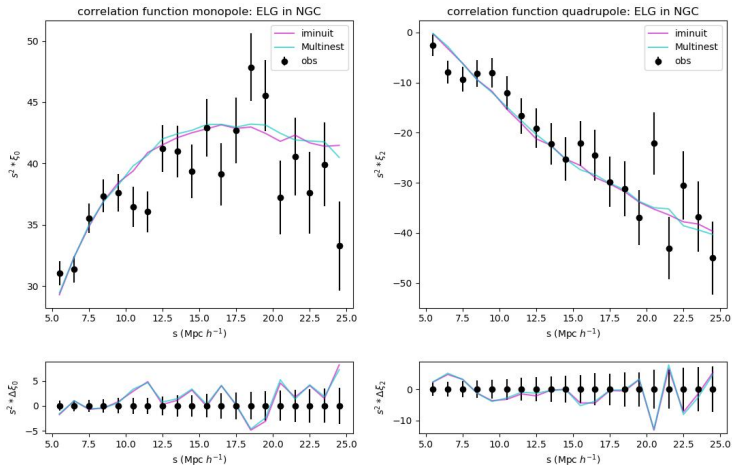 correlation function monopole: ELG in NGC
iminuit
Multinest
obs
50
45
40
35
30
s² * ξ₀
5.0 7.5 10.0 12.5 15.0 17.5 20.0 22.5 25.0
s (Mpc h⁻¹)
5
0
−5
s² * Δξ₀
5.0 7.5 10.0 12.5 15.0 17.5 20.0 22.5 25.0
s (Mpc h⁻¹)
correlation function quadrupole: ELG in NGC
iminuit
Multinest
obs
0
−10
−20
−30
−40
−50
s² * ξ₂
5.0 7.5 10.0 12.5 15.0 17.5 20.0 22.5 25.0
s (Mpc h⁻¹)
0
−10
s² * Δξ₂
5.0 7.5 10.0 12.5 15.0 17.5 20.0 22.5 25.0
s (Mpc h⁻¹)